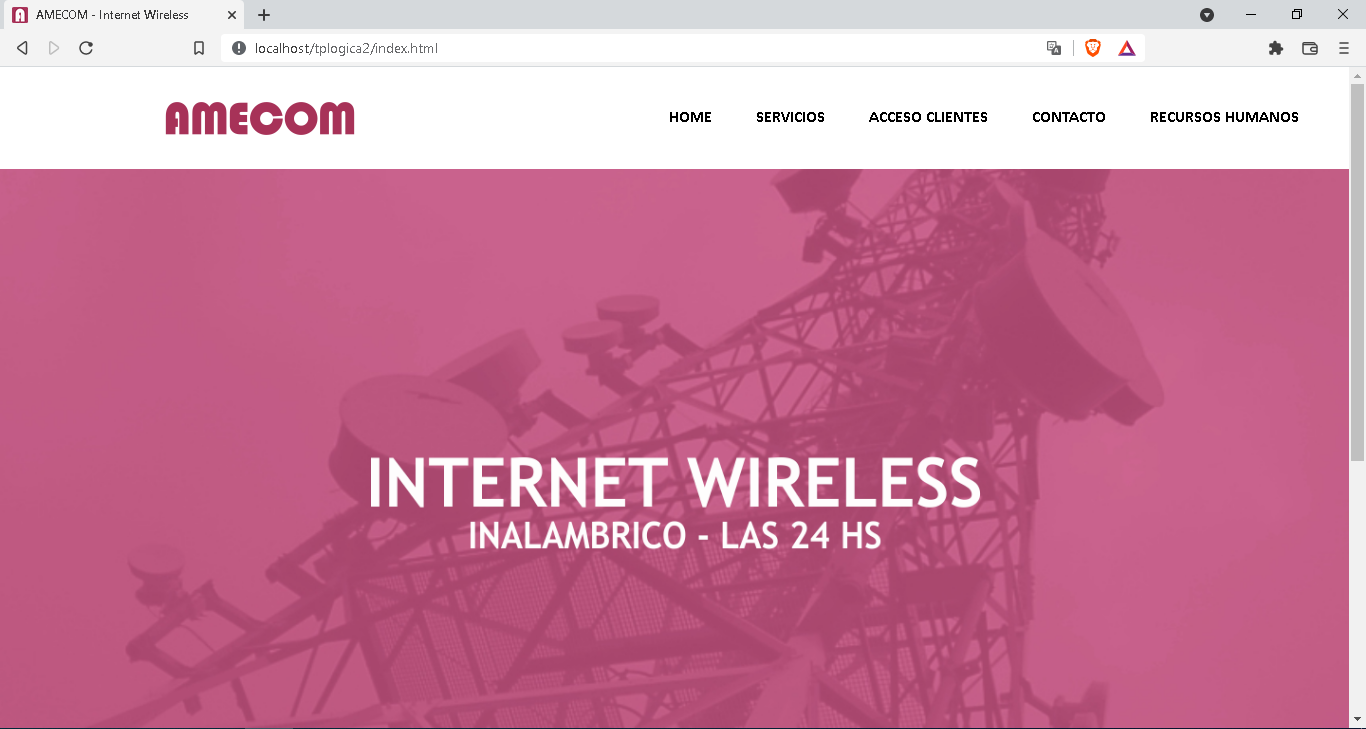 AMECOM - Internet Wireless
localhost/tplogica2/index.html
AMECOM
HOME SERVICIOS ACCESO CLIENTES CONTACTO RECURSOS HUMANOS
INTERNET WIRELESS
INALAMBRICO - LAS 24 HS